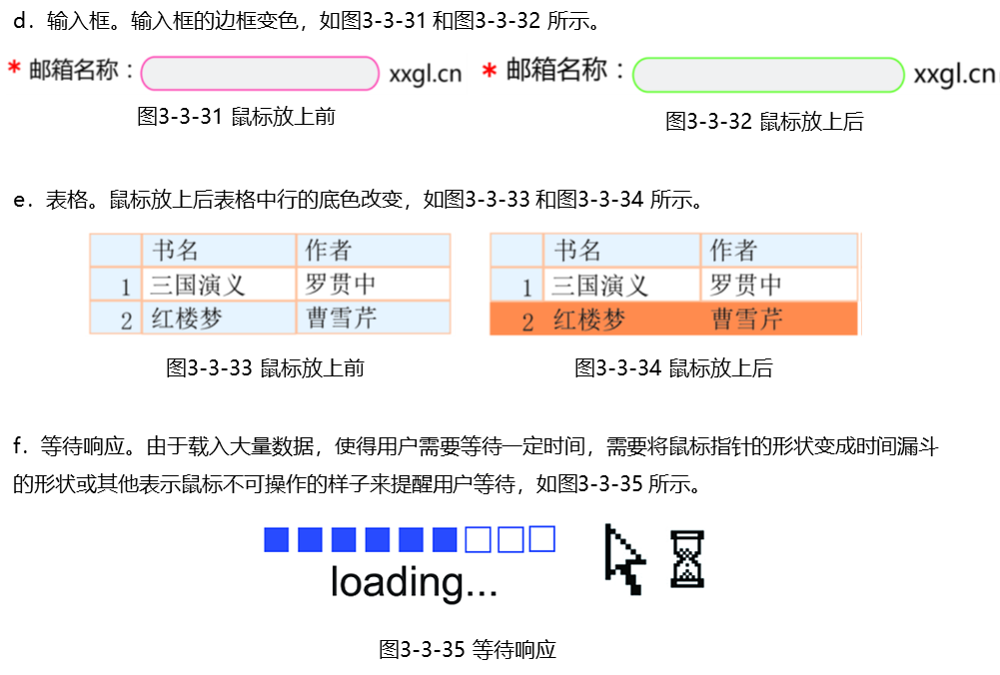 d. 输入框。输入框的边框变色，如图3-3-31 和图3-3-32 所示。
* 邮箱名称： xxgl.cn * 邮箱名称： xxgl.cn
图3-3-31 鼠标放上前
图3-3-32 鼠标放上后
e. 表格。鼠标放上后表格中行的底色改变，如图3-3-33 和图3-3-34 所示。
书名 作者
1 三国演义 罗贯中
2 红楼梦 曹雪芹
书名 作者
1 三国演义 罗贯中
2 红楼梦 曹雪芹
图3-3-33 鼠标放上前
图3-3-34 鼠标放上后
f. 等待响应。由于载入大量数据，使得用户需要等待一定时间，需要将鼠标指针的形状变成时间漏斗
的形状或其他表示鼠标不可操作的样子来提醒用户等待，如图3-3-35 所示。
loading...
图3-3-35 等待响应